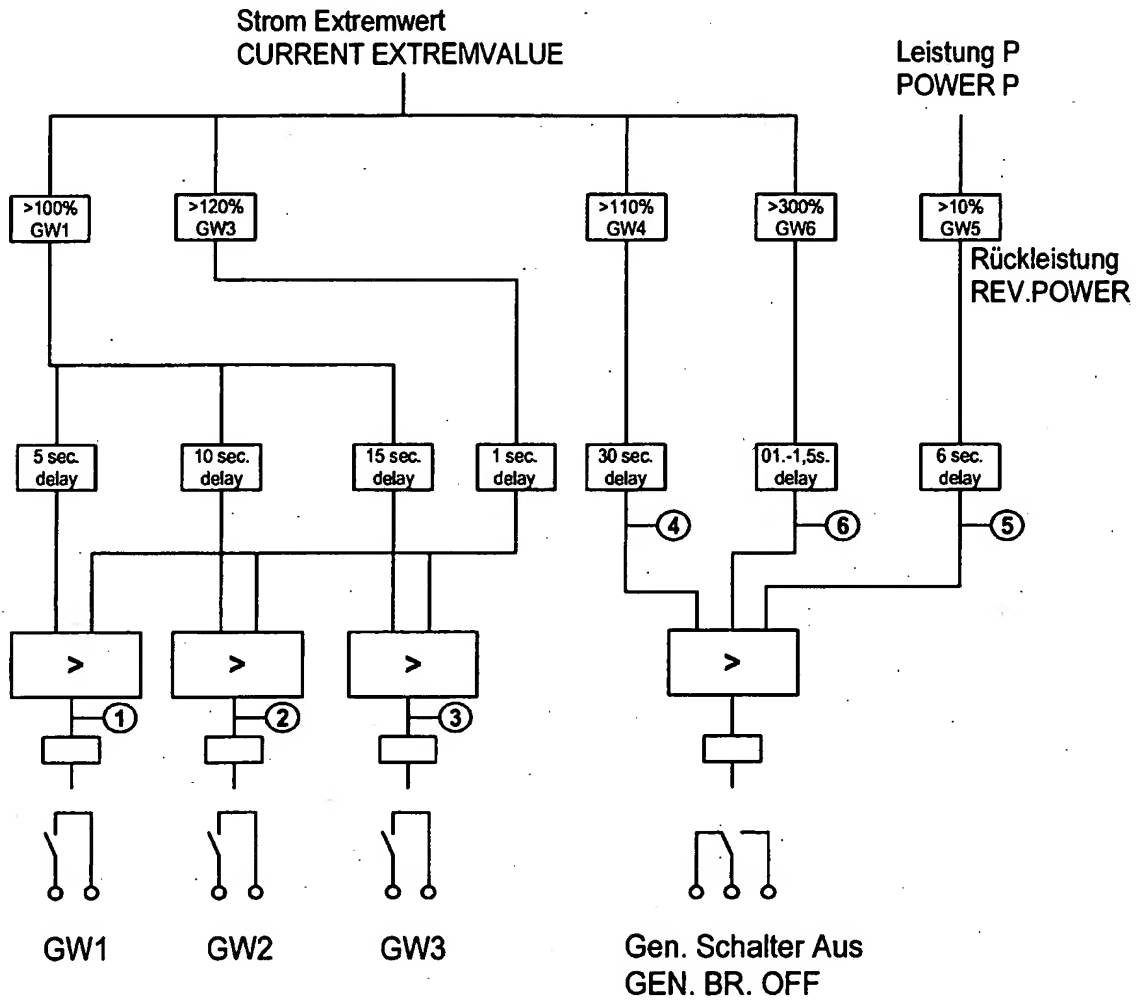 Strom Extremwert
CURRENT EXTREMVALUE
Leistung P
POWER P
>100%
GW1
>120%
GW3
>110%
GW4
>300%
GW6
>10%
GW5
Rückleistung
REV.POWER
5 sec.
delay
10 sec.
delay
15 sec.
delay
1 sec.
delay
30 sec.
delay
01.-1,5s.
delay
6 sec.
delay
4
6
5
>
>
>
>
1
2
3
GW1
GW2
GW3
Gen. Schalter Aus
GEN. BR. OFF